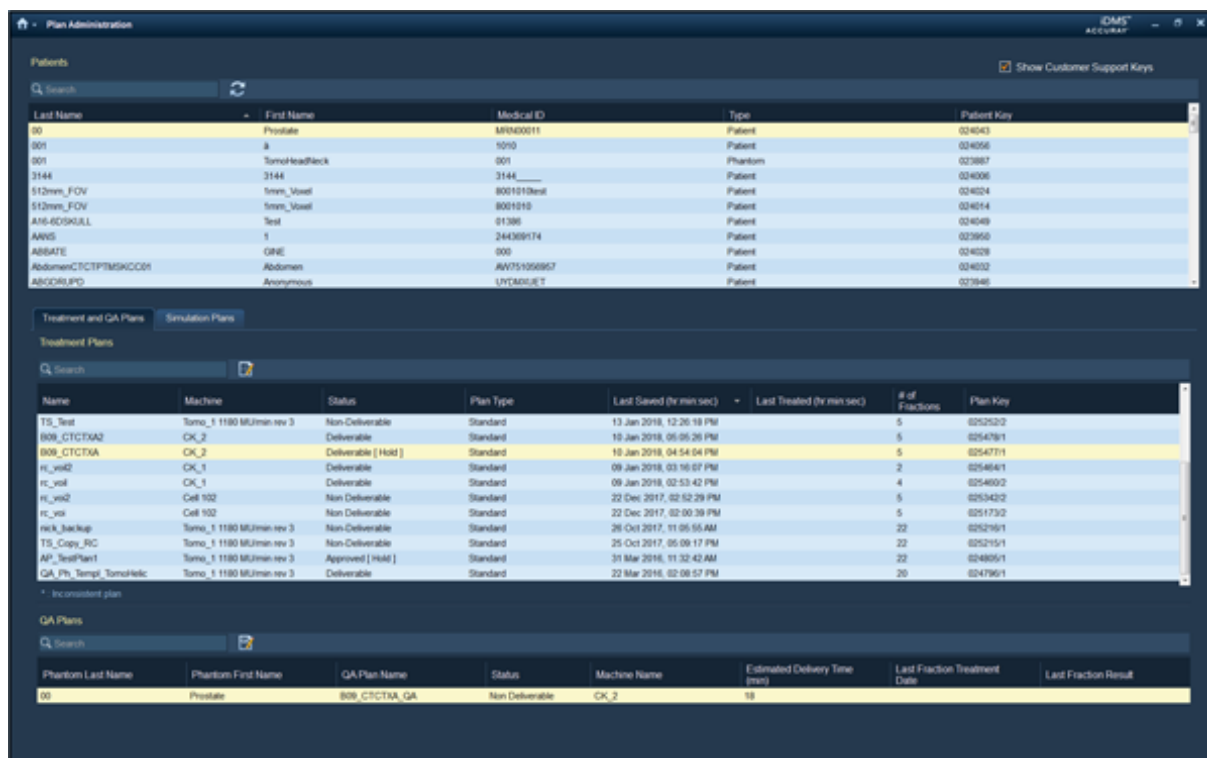 Plan Administration
iDMS™
ACCURAY
Patients
Show Customer Support Keys
Search
Last Name First Name Medical ID Type Patient Key
00 Prostate MRN00011 Patient 024043
001 a 1010 Patient 024056
001 TomoHeadNeck 001 Phantom 023887
3144 3144 3144____ Patient 024006
512mm_FOV 1mm_Voxel 8001010test Patient 024024
512mm_FOV 1mm_Voxel 8001010 Patient 024014
A16-6DSKULL Test 01386 Patient 024049
AANS 1 244369174 Patient 023950
ABBATE GINE 000 Patient 024028
AbdomenCTCTPTMSKCC01 Abdomen AW751056957 Patient 024032
ABGDRUPD Anonymous UYDMXUET Patient 023946
Treatment and QA Plans Simulation Plans
Treatment Plans
Search
Name Machine Status Plan Type Last Saved (hr:min:sec) Last Treated (hr:min:sec) # of Fractions Plan Key
TS_Test Tomo_1 1180 MU/min rev 3 Non-Deliverable Standard 13 Jan 2018, 12:26:18 PM 5 025252/2
B09_CTCTXA2 CK_2 Deliverable Standard 10 Jan 2018, 05:05:26 PM 5 025478/1
B09_CTCTXA CK_2 Deliverable [ Hold ] Standard 10 Jan 2018, 04:54:04 PM 5 025477/1
rc_voil2 CK_1 Deliverable Standard 09 Jan 2018, 03:16:07 PM 2 025464/1
rc_voil CK_1 Deliverable Standard 09 Jan 2018, 02:53:42 PM 4 025460/2
rc_voi2 Cell 102 Non Deliverable Standard 22 Dec 2017, 02:52:29 PM 5 025342/2
rc_voi Cell 102 Non Deliverable Standard 22 Dec 2017, 02:00:39 PM 5 025173/2
nick_backup Tomo_1 1180 MU/min rev 3 Non-Deliverable Standard 26 Oct 2017, 11:05:55 AM 22 025216/1
TS_Copy_RC Tomo_1 1180 MU/min rev 3 Non-Deliverable Standard 25 Oct 2017, 05:09:17 PM 22 025215/1
AP_TestPlan1 Tomo_1 1180 MU/min rev 3 Approved [ Hold ] Standard 31 Mar 2016, 11:32:42 AM 22 024805/1
QA_Ph_Templ_TomoHelic Tomo_1 1180 MU/min rev 3 Deliverable Standard 22 Mar 2016, 02:08:57 PM 20 024796/1
* Inconsistent plan
QA Plans
Search
Phantom Last Name Phantom First Name QA Plan Name Status Machine Name Estimated Delivery Time (min) Last Fraction Treatment Date Last Fraction Result
00 Prostate B09_CTCTXA_QA Non Deliverable CK_2 18